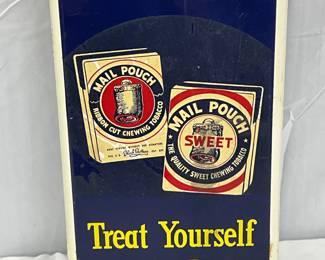 MAIL POUCH
RIBBON CUT CHEWING TOBACCO
MAIL POUCH
SWEET
THE QUALITY SWEET CHEWING TOBACCO
Treat Yourself